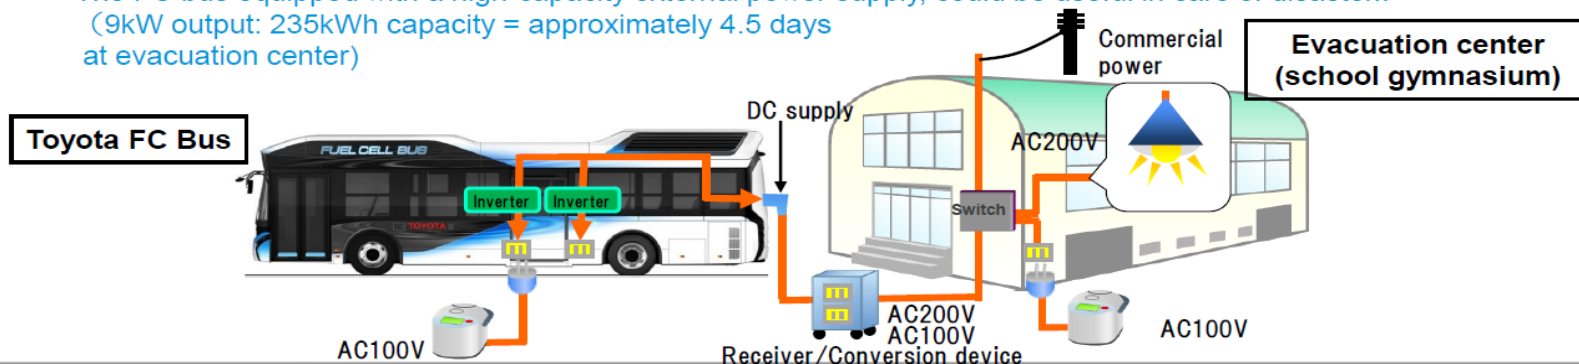 (9kW output: 235kWh capacity = approximately 4.5 days
at evacuation center)
Toyota FC Bus
FUEL CELL BUS
Inverter
Inverter
TOYOTA
DC supply
Commercial
power
Evacuation center
(school gymnasium)
AC200V
Switch
AC100V
AC200V
AC100V
Receiver/Conversion device
AC100V